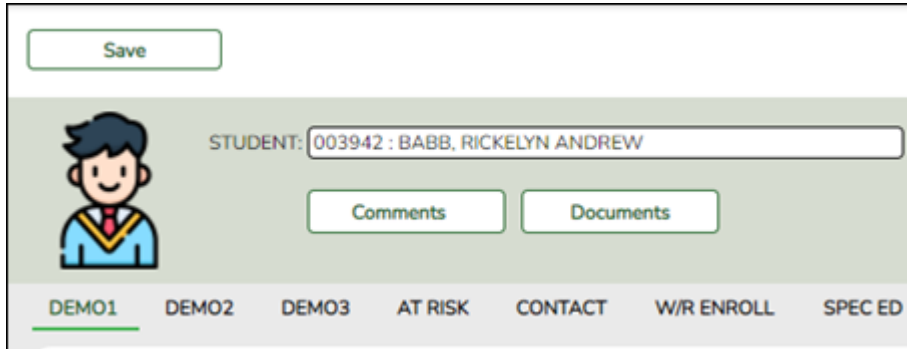 Save
STUDENT: 003942 : BABB, RICKELYN ANDREW
Comments Documents
DEMO1 DEMO2 DEMO3 AT RISK CONTACT W/R ENROLL SPEC ED